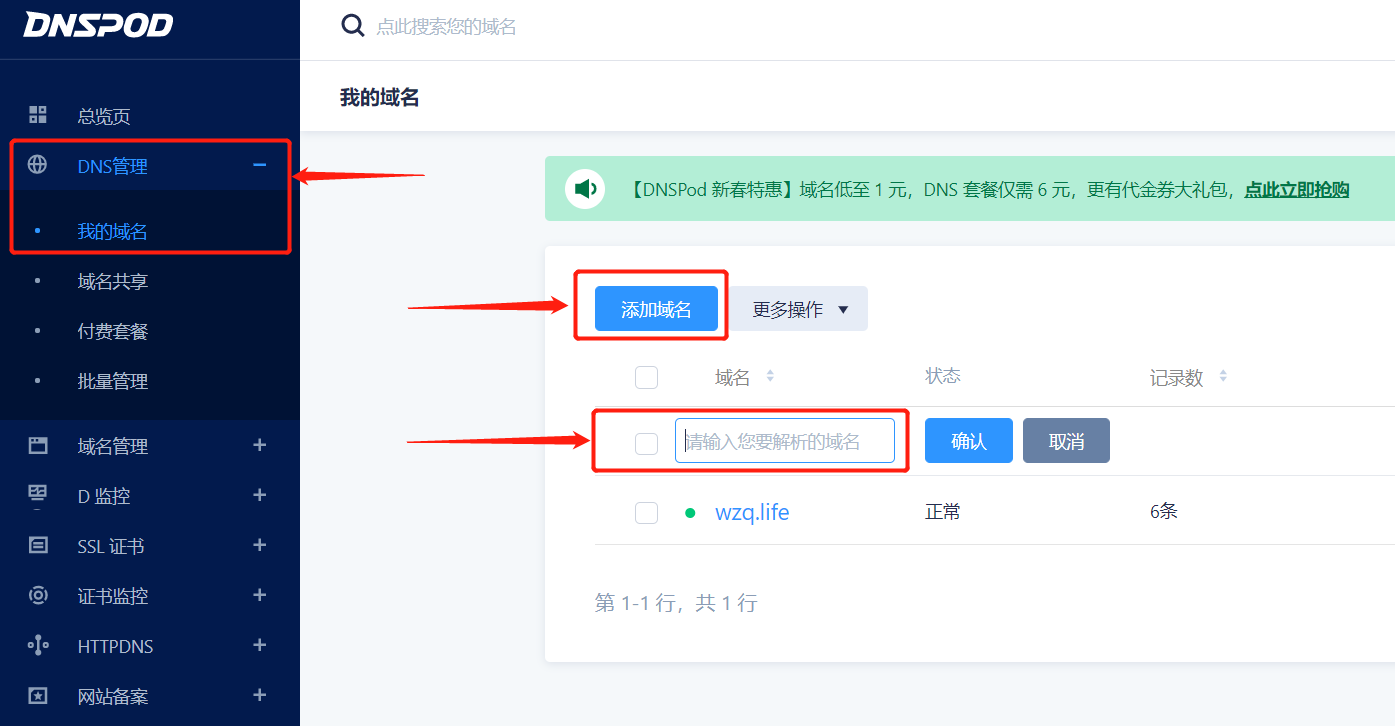 DNSPOD
点此搜索您的域名
我的域名
总览页
DNS管理
我的域名
域名共享
付费套餐
批量管理
域名管理
D 监控
SSL 证书
证书监控
HTTPDNS
网站备案
【DNSPod 新春特惠】域名低至 1 元，DNS 套餐仅需 6 元，更有代金券大礼包，点此立即抢购
添加域名 更多操作
域名 状态 记录数
请输入您要解析的域名 确认 取消
wzq.life 正常 6条
第 1-1 行，共 1 行